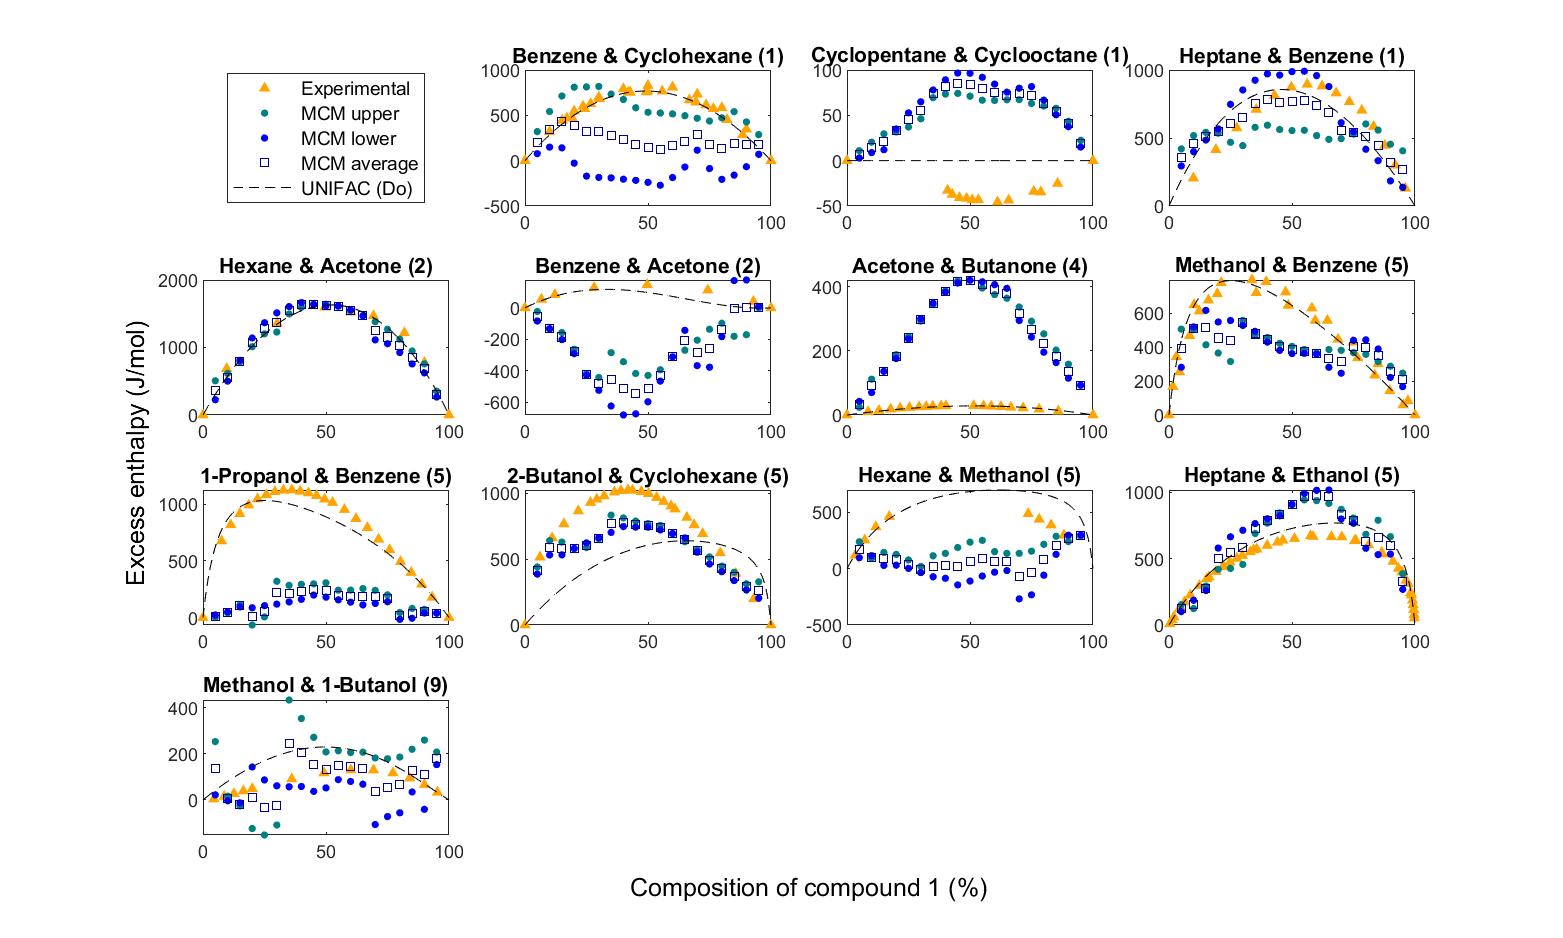 Experimental
MCM upper
MCM lower
MCM average
UNIFAC (Do)
Benzene & Cyclohexane (1)
1000
500
0
-500
0 50 100
Cyclopentane & Cyclooctane (1)
100
50
0
-50
0 50 100
Heptane & Benzene (1)
1000
500
0
0 50 100
Hexane & Acetone (2)
2000
1000
0
0 50 100
Benzene & Acetone (2)
0
-200
-400
-600
0 50 100
Acetone & Butanone (4)
400
200
0
0 50 100
Methanol & Benzene (5)
600
400
200
0
0 50 100
1-Propanol & Benzene (5)
1000
500
0
0 50 100
2-Butanol & Cyclohexane (5)
1000
500
0
0 50 100
Hexane & Methanol (5)
500
0
-500
0 50 100
Heptane & Ethanol (5)
1000
500
0
0 50 100
Methanol & 1-Butanol (9)
400
200
0
0 50 100
Excess enthalpy (J/mol)
Composition of compound 1 (%)